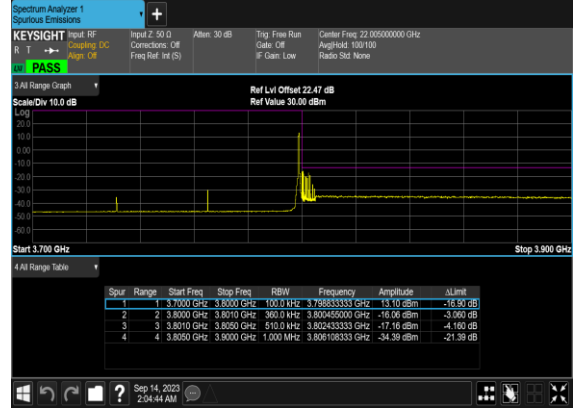 Spectrum Analyzer 1
Spurious Emissions
KEYSIGHT
R T
Input: RF
Coupling: DC
Align: Off
Input Z: 50 Ω
Corrections: Off
Freq Ref: Int (S)
Atten: 30 dB
Trig: Free Run
Gate: Off
IF Gain: Low
Center Freq: 22.005000000 GHz
Avg|Hold: 100/100
Radio Std: None
PASS
3 All Range Graph
Scale/Div 10.0 dB
Ref Lvl Offset 22.47 dB
Ref Value 30.00 dBm
Log
20.0
10.0
0.00
-10.0
-20.0
-30.0
-40.0
-50.0
-60.0
Start 3.700 GHz
Stop 3.900 GHz
4 All Range Table
Spur Range Start Freq Stop Freq RBW Frequency Amplitude ΔLimit
1 1 3.7000 GHz 3.8000 GHz 100.0 kHz 3.798833333 GHz 13.10 dBm -16.90 dB
2 2 3.8000 GHz 3.8010 GHz 360.0 kHz 3.800455000 GHz -16.06 dBm -3.060 dB
3 3 3.8010 GHz 3.8050 GHz 510.0 kHz 3.802433333 GHz -17.16 dBm -4.160 dB
4 4 3.8050 GHz 3.9000 GHz 1.000 MHz 3.806108333 GHz -34.39 dBm -21.39 dB
Sep 14, 2023
2:04:44 AM